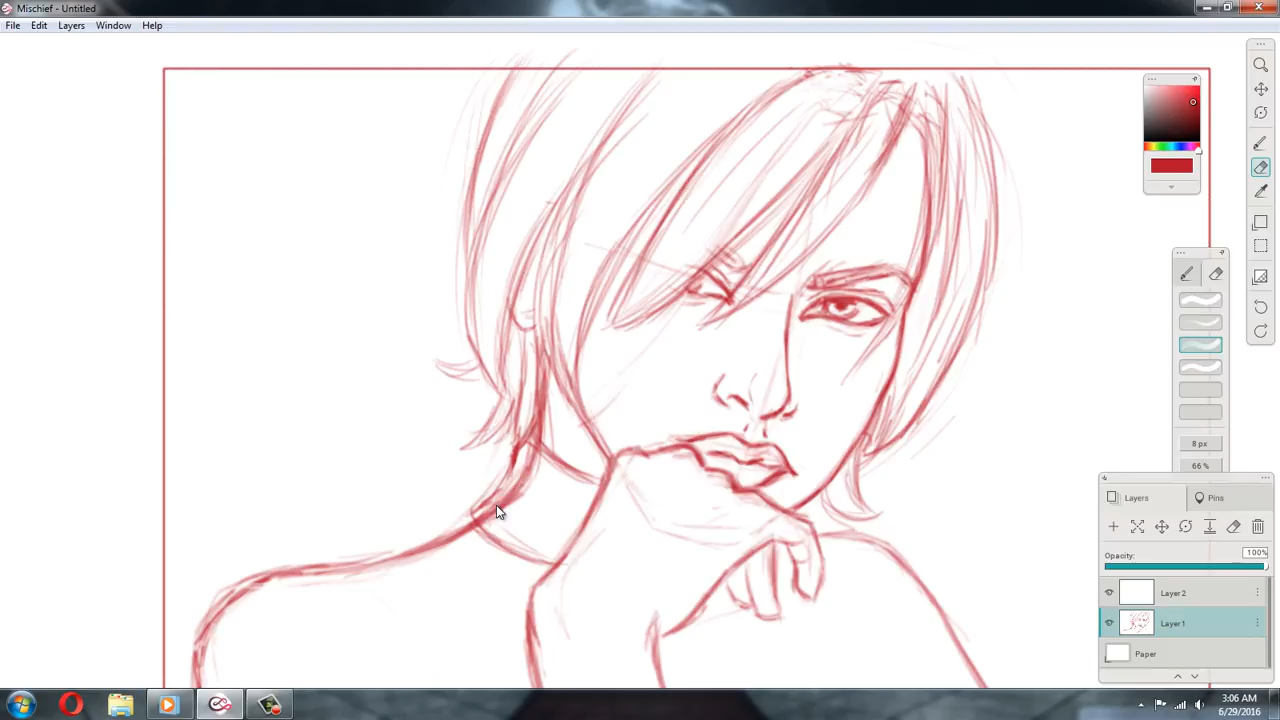 Mischief - Untitled
File Edit Layers Window Help
8 px
66 %
Layers Pins
Opacity: 100%
Layer 2
Layer 1
Paper
3:06 AM
6/29/2016